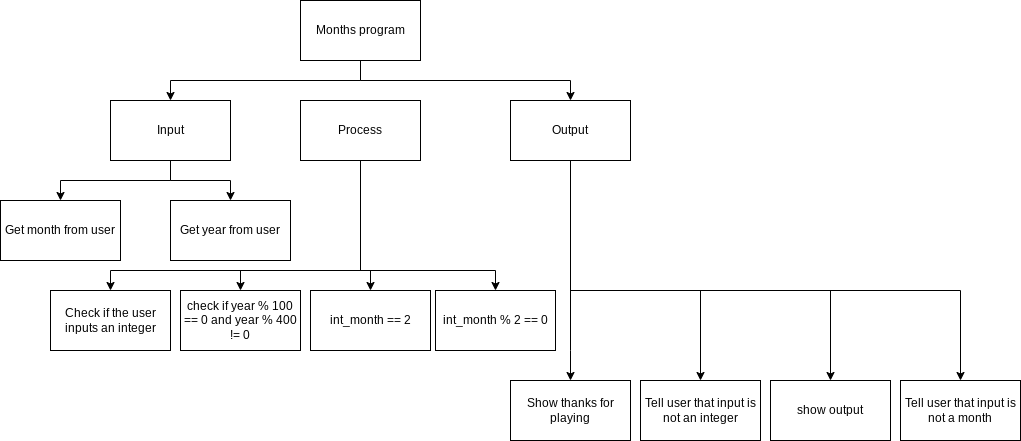 Months program
Input
Process
Output
Get month from user
Get year from user
Check if the user
inputs an integer
check if year % 100
== 0 and year % 400
!= 0
int_month == 2
int_month % 2 == 0
Show thanks for
playing
Tell user that input is
not an integer
show output
Tell user that input is
not a month